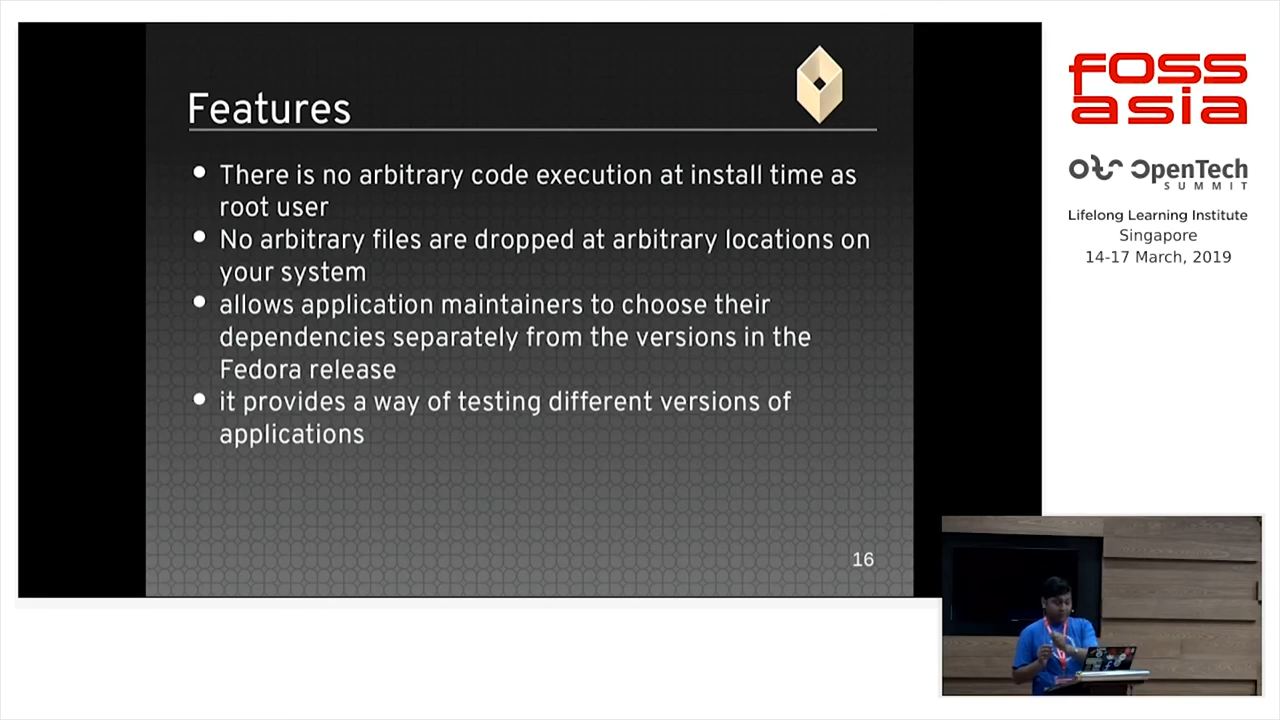 Features
There is no arbitrary code execution at install time as
root user
No arbitrary files are dropped at arbitrary locations on
your system
allows application maintainers to choose their
dependencies separately from the versions in the
Fedora release
it provides a way of testing different versions of
applications
16
fOSS
asia
OpenTech
SUMMIT
Lifelong Learning Institute
Singapore
14-17 March, 2019